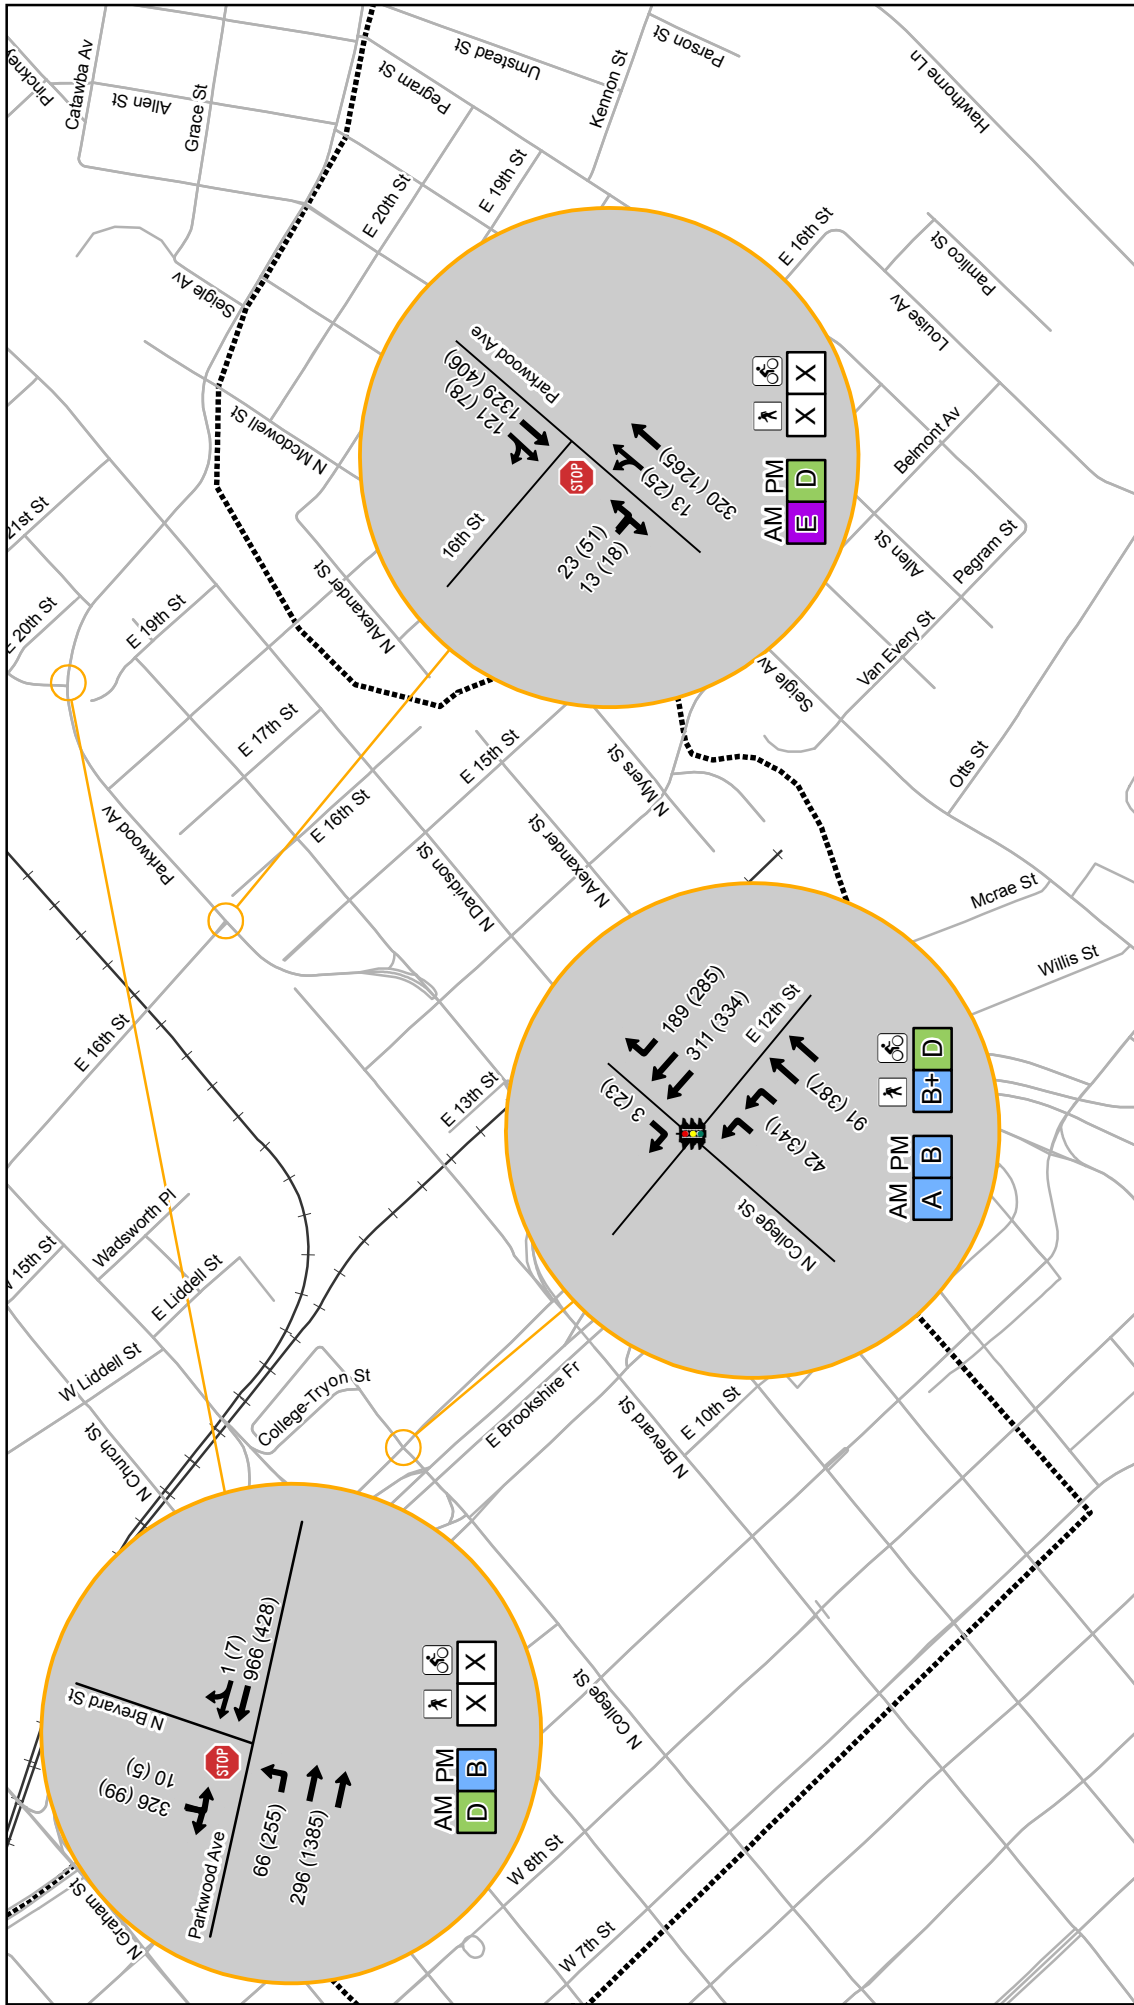 Pinckney
Catawba Av
Allen St
Grace St
Pegram St
Umstead St
Kennon St
Parson St
Hawthorne Ln
E 20th St
E 19th St
E 16th St
Pamlico St
Louise Av
Belmont Av
Seigle Av
N Mcdowell St
21st St
E 20th St
E 19th St
N Alexander St
Parkwood Ave
1329 (406)
121 (78)
16th St
STOP
23 (51)
13 (18)
13 (25)
320 (1265)
AM PM
E D
X X
Allen St
Pegram St
Van Every St
Seigle Av
Otts St
E 17th St
E 15th St
E 16th St
N Myers St
Parkwood Av
N Davidson St
N Alexander St
Mcrae St
Willis St
E 16th St
E 13th St
189 (285)
311 (334)
3 (23)
E 12th St
91 (387)
42 (341)
N College St
AM PM
A B
B+ D
Wadsworth Pl
15th St
E Liddell St
W Liddell St
College-Tryon St
N Church St
E Brookshire Fr
N Brevard St
E 10th St
N Brevard St
1 (7)
966 (428)
10 (5)
326 (99)
STOP
66 (255)
296 (1385)
Parkwood Ave
AM PM
D B
X X
N College St
N Graham St
W 8th St
W 7th St